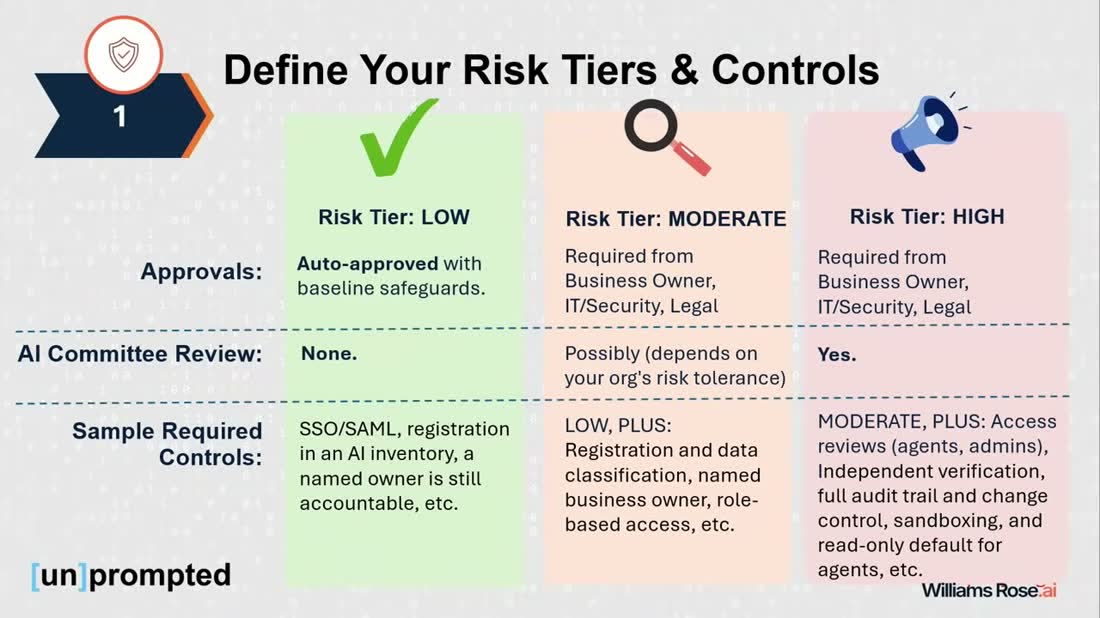 1
Define Your Risk Tiers & Controls
Risk Tier: LOW
Risk Tier: MODERATE
Risk Tier: HIGH
Approvals:
Auto-approved with
baseline safeguards.
Required from
Business Owner,
IT/Security, Legal
Required from
Business Owner,
IT/Security, Legal
AI Committee Review:
None.
Possibly (depends on
your org's risk tolerance)
Yes.
Sample Required
Controls:
SSO/SAML, registration
in an AI inventory, a
named owner is still
accountable, etc.
LOW, PLUS:
Registration and data
classification, named
business owner, role-
based access, etc.
MODERATE, PLUS: Access
reviews (agents, admins),
Independent verification,
full audit trail and change
control, sandboxing, and
read-only default for
agents, etc.
[un]prompted
Williams Rose.ai